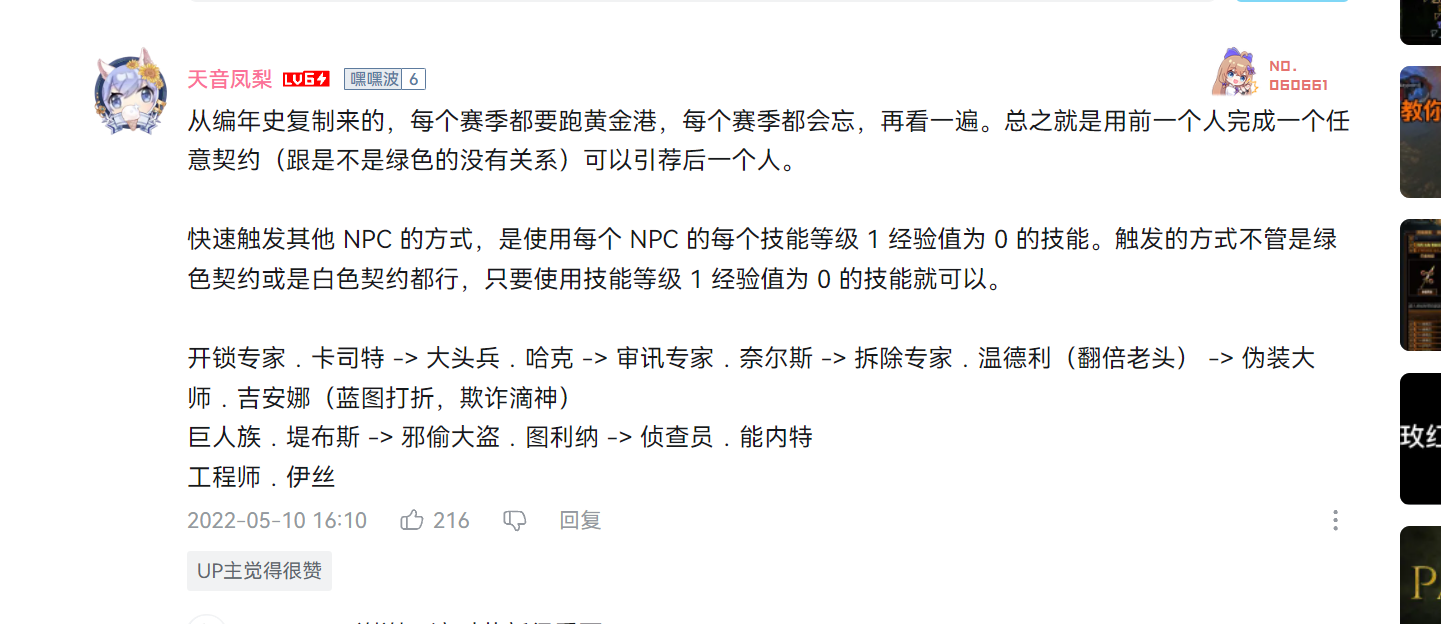 天音凤梨 LV6 嘿嘿波 6
NO.
060661
从编年史复制来的，每个赛季都要跑黄金港，每个赛季都会忘，再看一遍。总之就是用前一个人完成一个任
意契约（跟是不是绿色的没有关系）可以引荐后一个人。
快速触发其他 NPC 的方式，是使用每个 NPC 的每个技能等级 1 经验值为 0 的技能。触发的方式不管是绿
色契约或是白色契约都行，只要使用技能等级 1 经验值为 0 的技能就可以。
开锁专家．卡司特 -> 大头兵．哈克 -> 审讯专家．奈尔斯 -> 拆除专家．温德利（翻倍老头） -> 伪装大
师．吉安娜（蓝图打折，欺诈滴神）
巨人族．堤布斯 -> 邪偷大盗．图利纳 -> 侦查员．能内特
工程师．伊丝
2022-05-10 16:10 216 回复
UP主觉得很赞
教你
玫红
PA